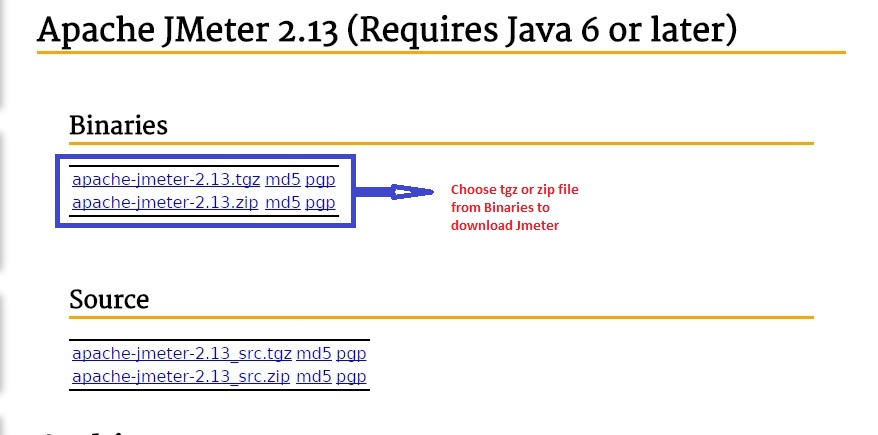 Apache JMeter 2.13 (Requires Java 6 or later)
Binaries
apache-jmeter-2.13.tgz md5 pgp
apache-jmeter-2.13.zip md5 pgp
Choose tgz or zip file
from Binaries to
download Jmeter
Source
apache-jmeter-2.13_src.tgz md5 pgp
apache-jmeter-2.13_src.zip md5 pgp